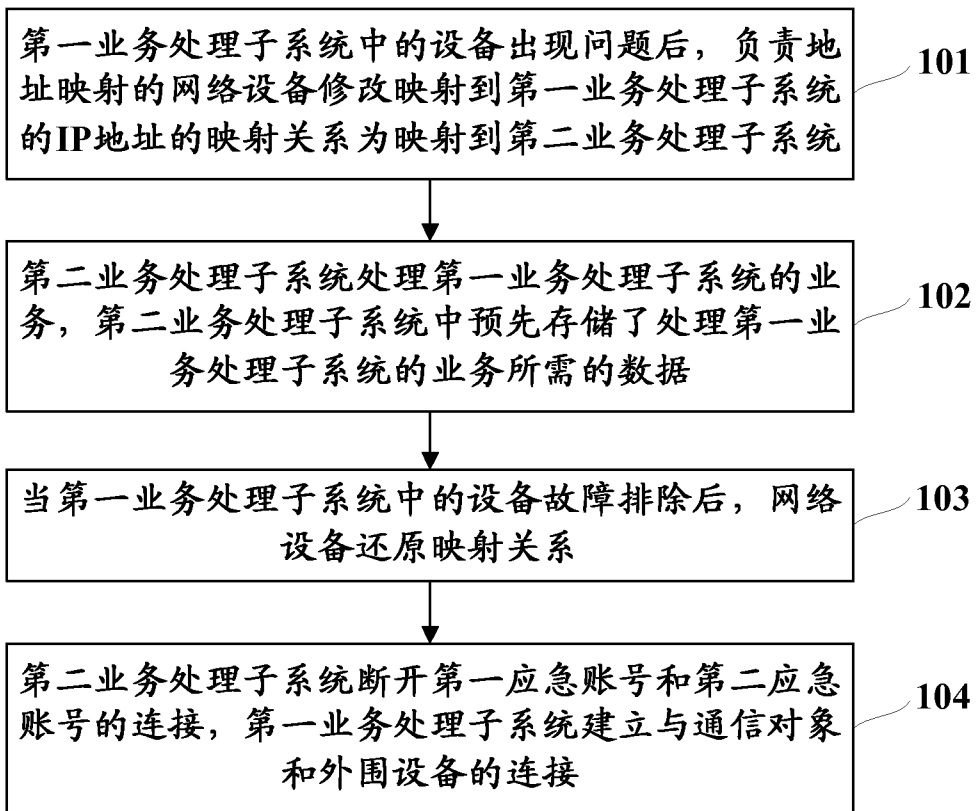 第一业务处理子系统中的设备出现问题后，负责地
址映射的网络设备修改映射到第一业务处理子系统
的IP地址的映射关系为映射到第二业务处理子系统
101
第二业务处理子系统处理第一业务处理子系统的业
务，第二业务处理子系统中预先存储了处理第一业
务处理子系统的业务所需的数据
102
当第一业务处理子系统中的设备故障排除后，网络
设备还原映射关系
103
第二业务处理子系统断开第一应急账号和第二应急
账号的连接，第一业务处理子系统建立与通信对象
和外围设备的连接
104